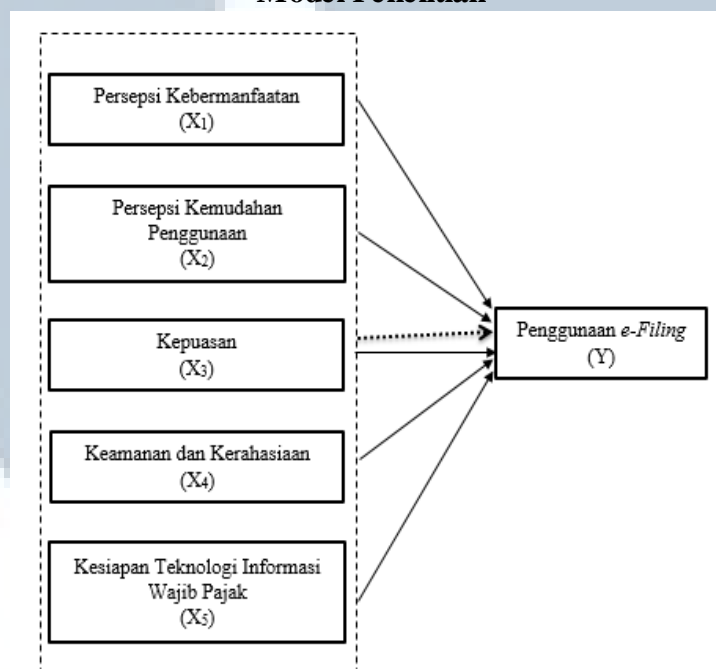 Model Penelitian
Persepsi Kebermanfaatan
(X1)
Persepsi Kemudahan
Penggunaan
(X2)
Kepuasan
(X3)
Keamanan dan Kerahasiaan
(X4)
Kesiapan Teknologi Informasi
Wajib Pajak
(X5)
Penggunaan e-Filing
(Y)